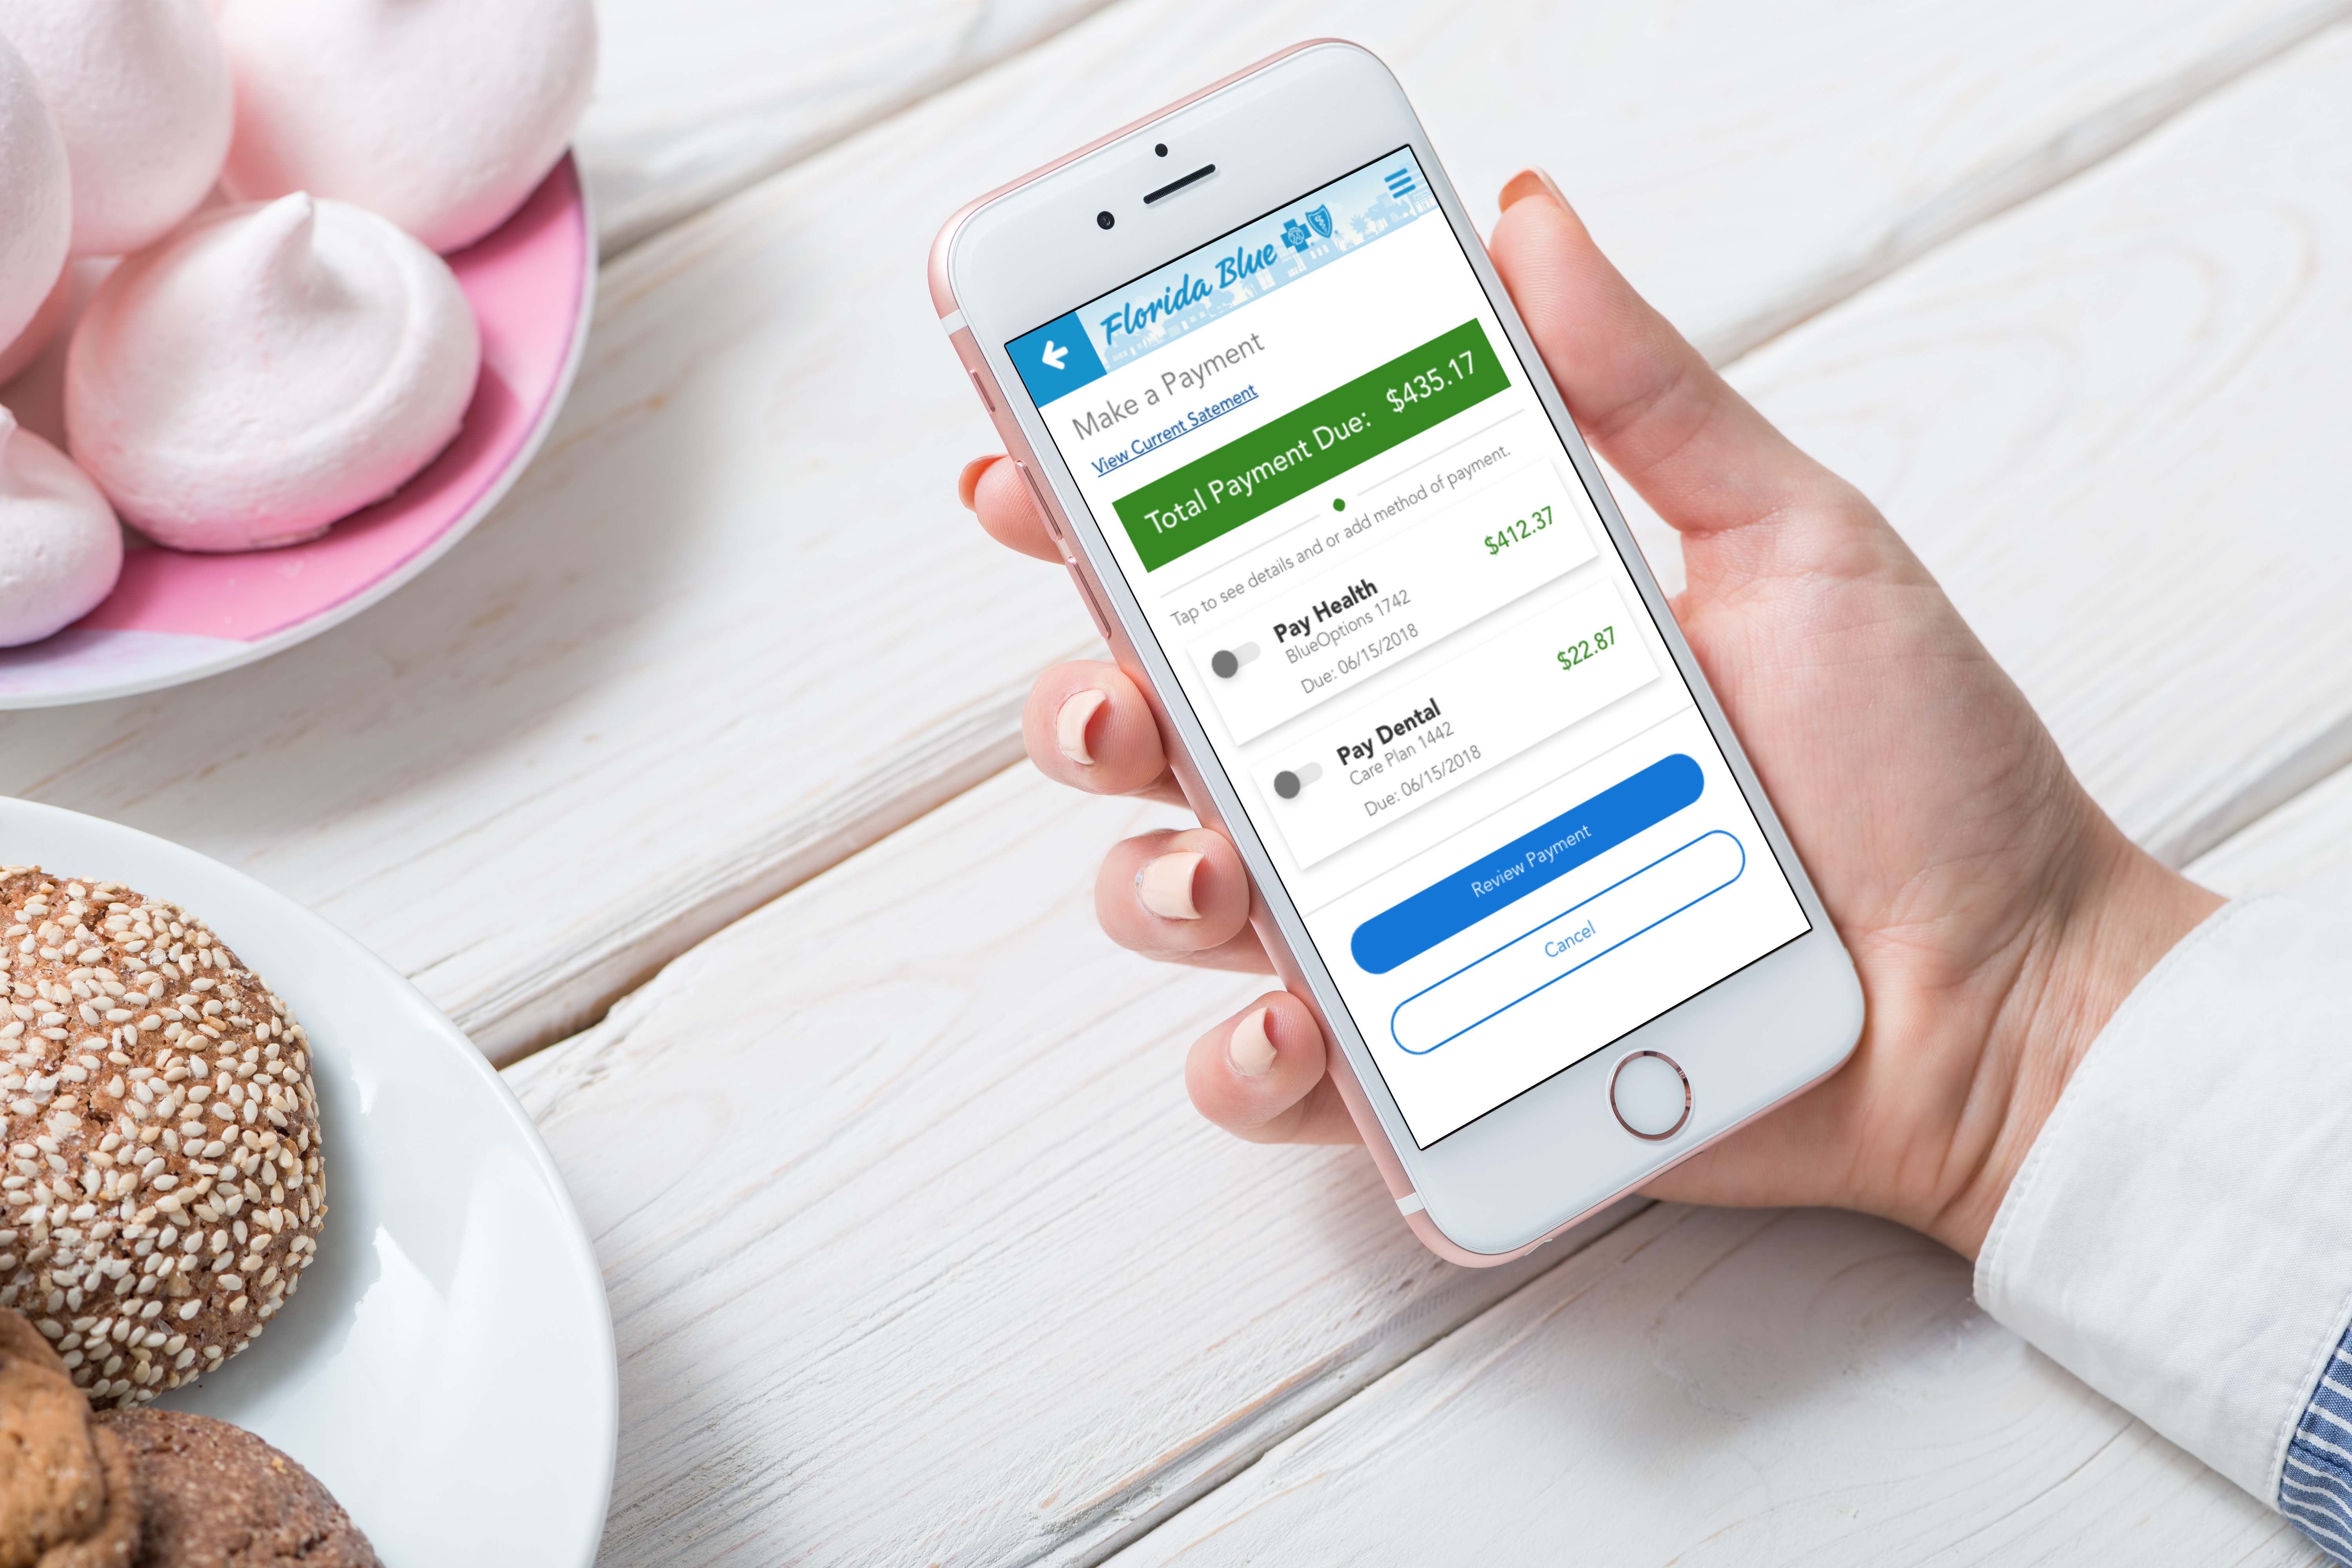 Florida Blue
Make a Payment
View Current Satement
Total Payment Due: $435.17
Tap to see details and or add method of payment.
Pay Health
BlueOptions 1742
Due: 06/15/2018
$412.37
Pay Dental
Care Plan 1442
Due: 06/15/2018
$22.87
Review Payment
Cancel